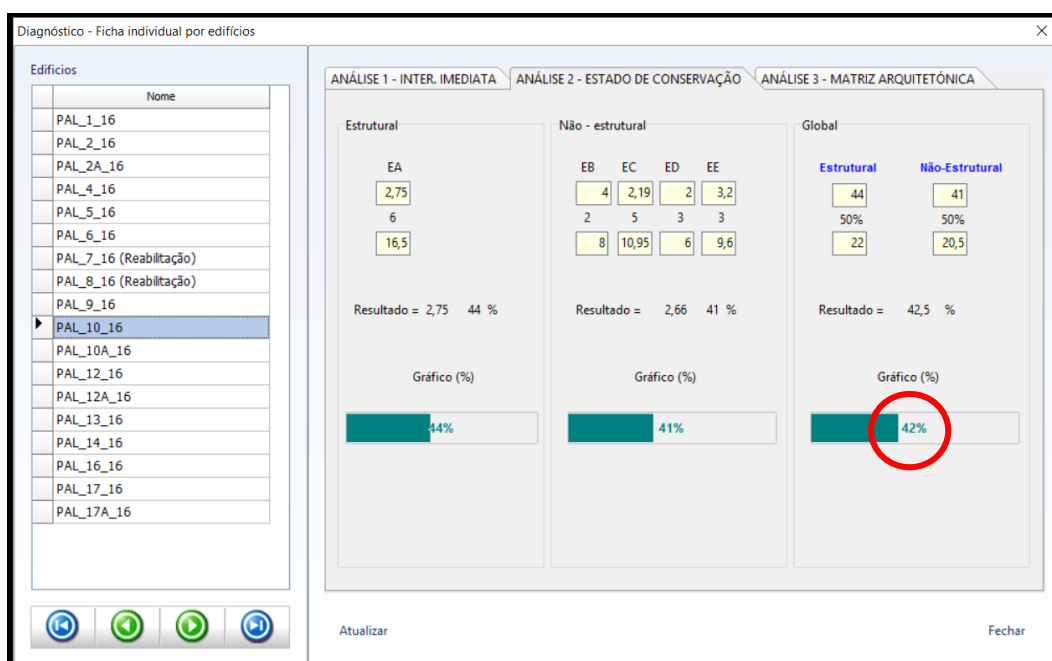 Diagnóstico - Ficha individual por edifícios
Edificios
Nome
PAL_1_16
PAL_2_16
PAL_2A_16
PAL_4_16
PAL_5_16
PAL_6_16
PAL_7_16 (Reabilitação)
PAL_8_16 (Reabilitação)
PAL_9_16
PAL_10_16
PAL_10A_16
PAL_12_16
PAL_12A_16
PAL_13_16
PAL_14_16
PAL_16_16
PAL_17_16
PAL_17A_16
ANÁLISE 1 - INTER. IMEDIATA ANÁLISE 2 - ESTADO DE CONSERVAÇÃO ANÁLISE 3 - MATRIZ ARQUITETÓNICA
Estrutural
EA
2,75
6
16,5
Resultado = 2,75 44 %
Gráfico (%)
44%
Não - estrutural
EB EC ED EE
4 2,19 2 3,2
2 5 3 3
8 10,95 6 9,6
Resultado = 2,66 41 %
Gráfico (%)
41%
Global
Estrutural Não-Estrutural
44 41
50% 50%
22 20,5
Resultado = 42,5 %
Gráfico (%)
42%
Atualizar Fechar